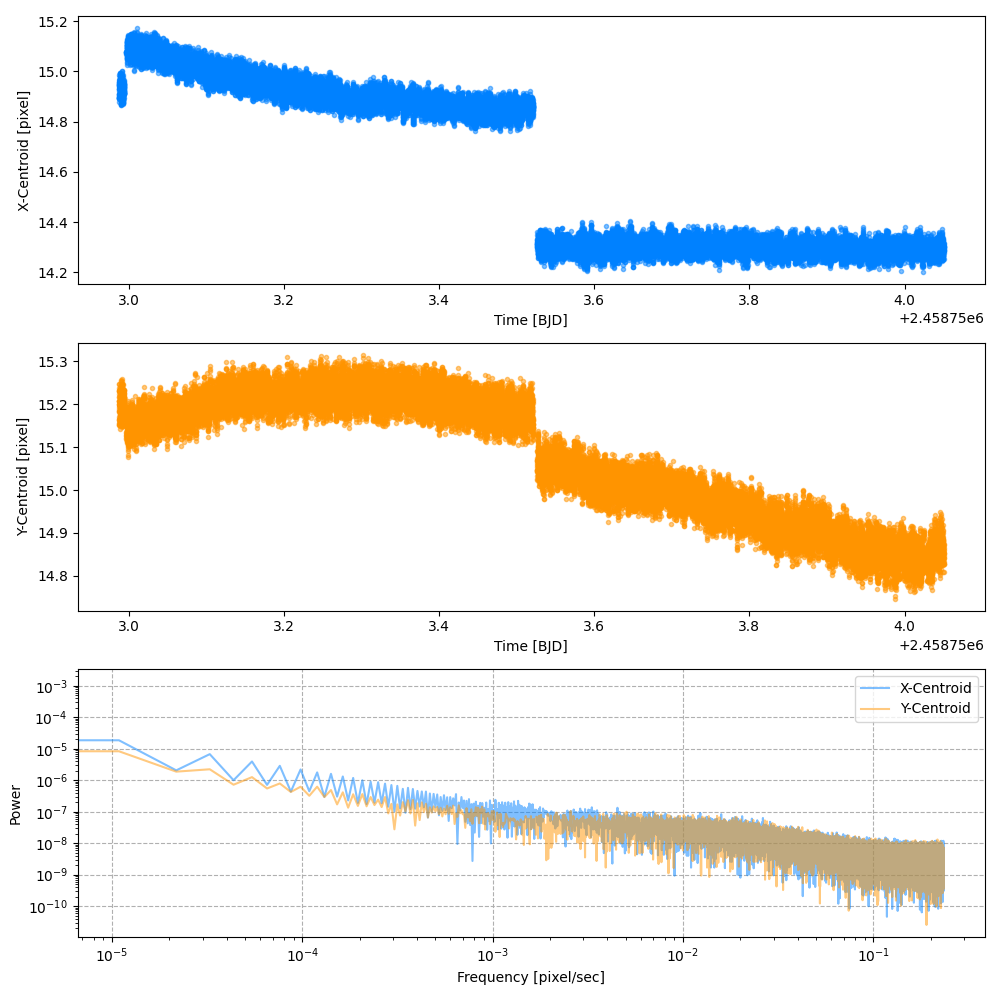 X-Centroid [pixel]
15.2
15.0
14.8
14.6
14.4
14.2
3.0 3.2 3.4 3.6 3.8 4.0
Time [BJD]
+2.45875e6
Y-Centroid [pixel]
15.3
15.2
15.1
15.0
14.9
14.8
3.0 3.2 3.4 3.6 3.8 4.0
Time [BJD]
+2.45875e6
Power
10⁻³
10⁻⁴
10⁻⁵
10⁻⁶
10⁻⁷
10⁻⁸
10⁻⁹
10⁻¹⁰
X-Centroid
Y-Centroid
10⁻⁵ 10⁻⁴ 10⁻³ 10⁻² 10⁻¹
Frequency [pixel/sec]